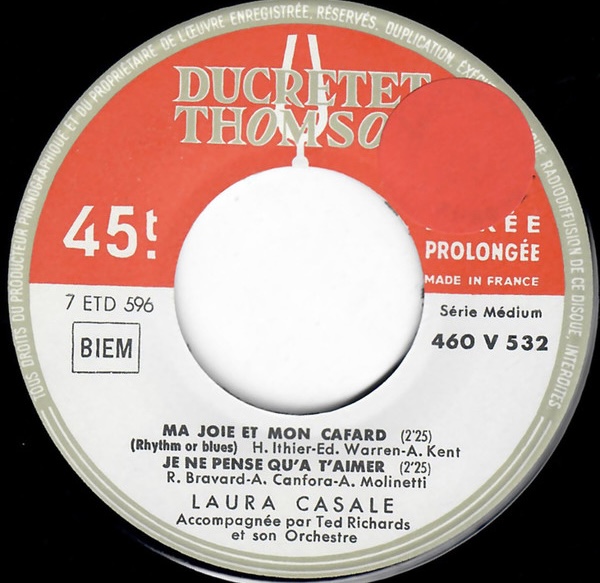 TOUS DROITS DU PRODUCTEUR PHONOGRAPHIQUE ET DU PROPRIÉTAIRE DE L'ŒUVRE ENREGISTRÉE, RÉSERVÉS, DUPLICATION, RADIODIFFUSION DE CE DISQUE, INTERDITES
DUCRETET
THOMSO
45t.
PROLONGÉE
MADE IN FRANCE
7 ETD 596
Série Médium
BIEM
460 V 532
MA JOIE ET MON CAFARD (2'25)
(Rhythm or blues) H. Ithier-Ed. Warren-A. Kent
JE NE PENSE QU'A T'AIMER (2'25)
R. Bravard-A. Canfora-A. Molinetti
LAURA CASALE
Accompagnée par Ted Richards
et son Orchestre